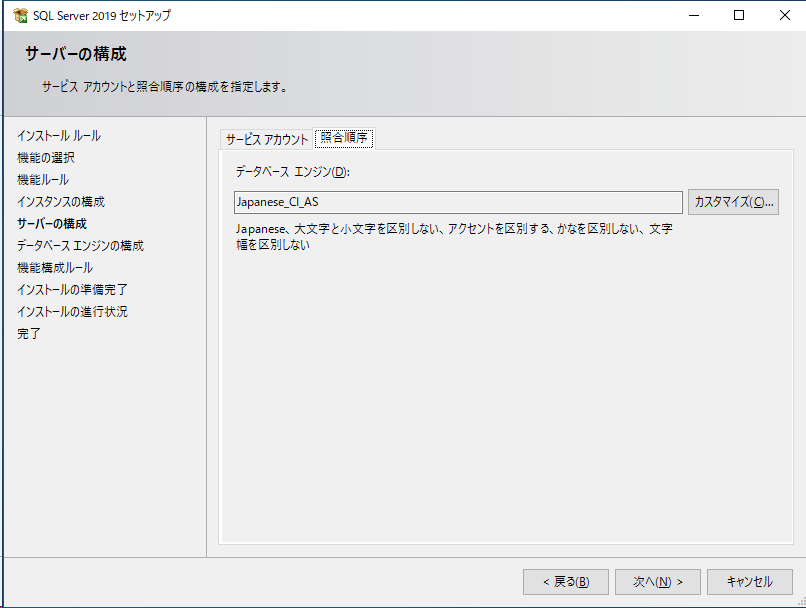 SQL Server 2019 セットアップ
サーバーの構成
サービス アカウントと照合順序の構成を指定します。
インストール ルール
機能の選択
機能ルール
インスタンスの構成
サーバーの構成
データベース エンジンの構成
機能構成ルール
インストールの準備完了
インストールの進行状況
完了
サービス アカウント 照合順序
データベース エンジン(D):
Japanese_CI_AS カスタマイズ(C)...
Japanese、大文字と小文字を区別しない、アクセントを区別する、かなを区別しない、文字
幅を区別しない
< 戻る(B) 次へ(N) > キャンセル